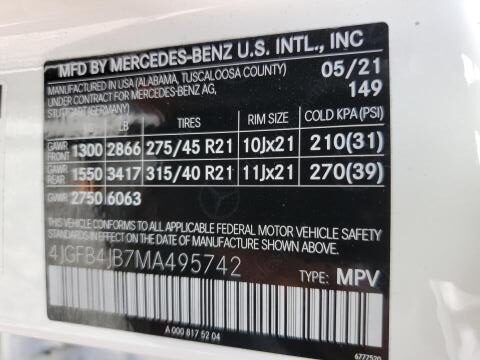 MFD BY MERCEDES-BENZ U.S. INTL., INC
MANUFACTURED IN USA (ALABAMA, TUSCALOOSA COUNTY) 05/21
UNDER CONTRACT FOR MERCEDES-BENZ AG, 149
STUTTGART (GERMANY)
KG LB TIRES RIM SIZE COLD KPA (PSI)
GAWR FRONT 1300 2866 275/45 R21 10Jx21 210(31)
GAWR REAR 1550 3417 315/40 R21 11Jx21 270(39)
GVWR 2750 6063
THIS VEHICLE CONFORMS TO ALL APPLICABLE FEDERAL MOTOR VEHICLE SAFETY
STANDARDS IN EFFECT ON THE DATE OF MANUFACTURE SHOWN ABOVE.
4JGFB4JB7MA495742
TYPE: MPV
A 000 817 52 04
6777520